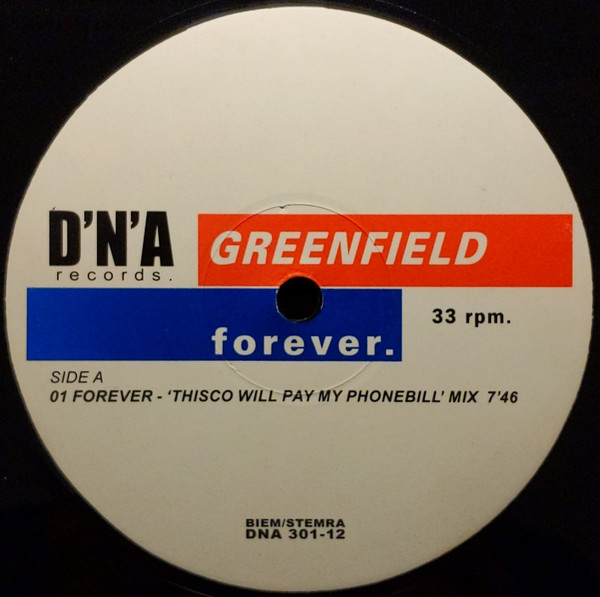 D'N'A
records.
GREENFIELD
forever.
33 rpm.
SIDE A
01 FOREVER - 'THISCO WILL PAY MY PHONEBILL' MIX 7'46
BIEM/STEMRA
DNA 301-12